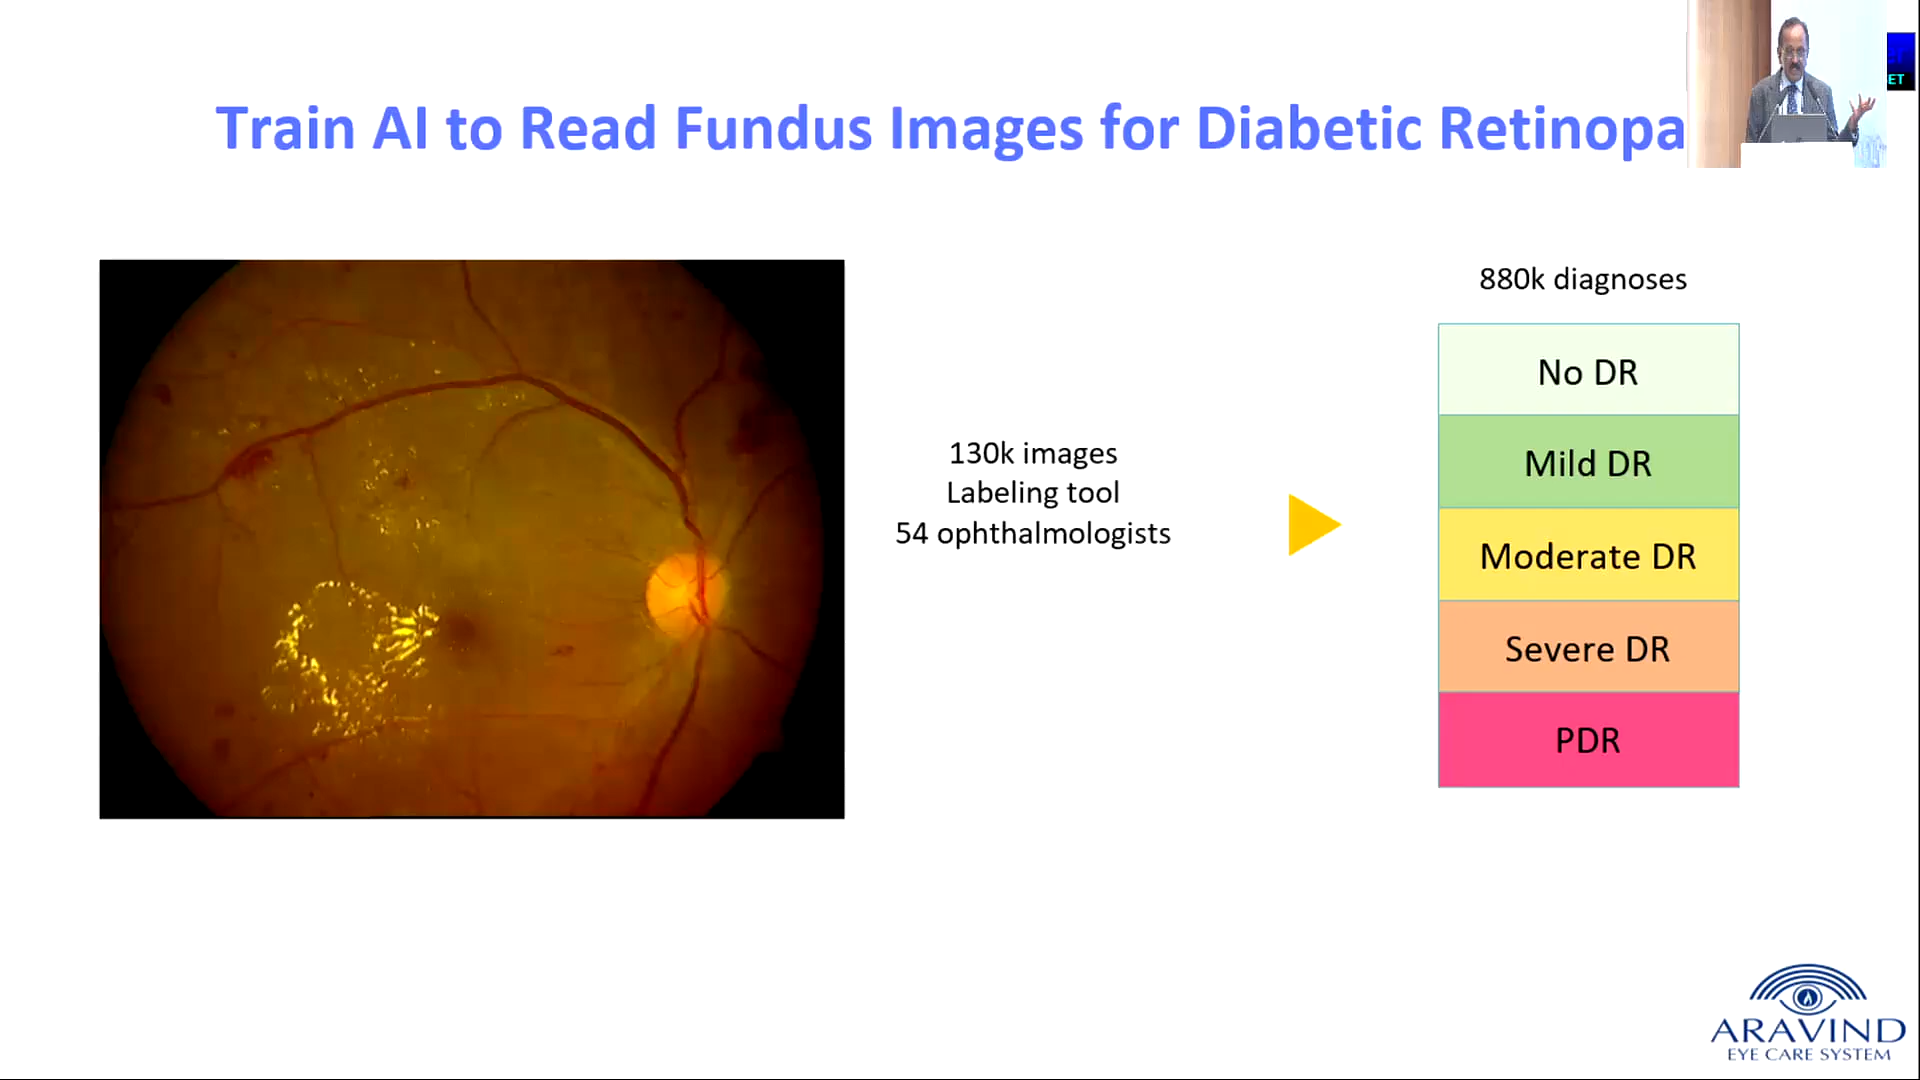 Train AI to Read Fundus Images for Diabetic Retinopa
ET
880k diagnoses
130k images
Labeling tool
54 ophthalmologists
No DR
Mild DR
Moderate DR
Severe DR
PDR
ARAVIND
EYE CARE SYSTEM